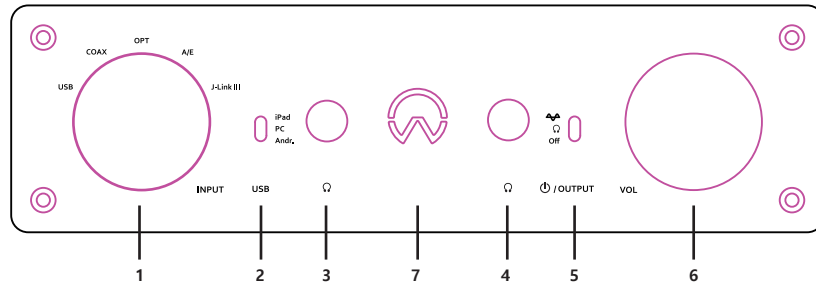 OPT
COAX
A/E
USB
J-Link III
iPad
PC
Andr.
Off
INPUT
USB
/ OUTPUT
VOL
1
2
3
7
4
5
6